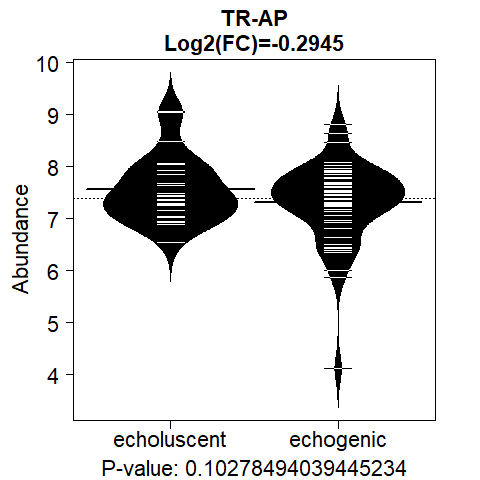 TR-AP
Log2(FC)=-0.2945
Abundance
10
9
8
7
6
5
4
echoluscent echogenic
P-value: 0.10278494039445234